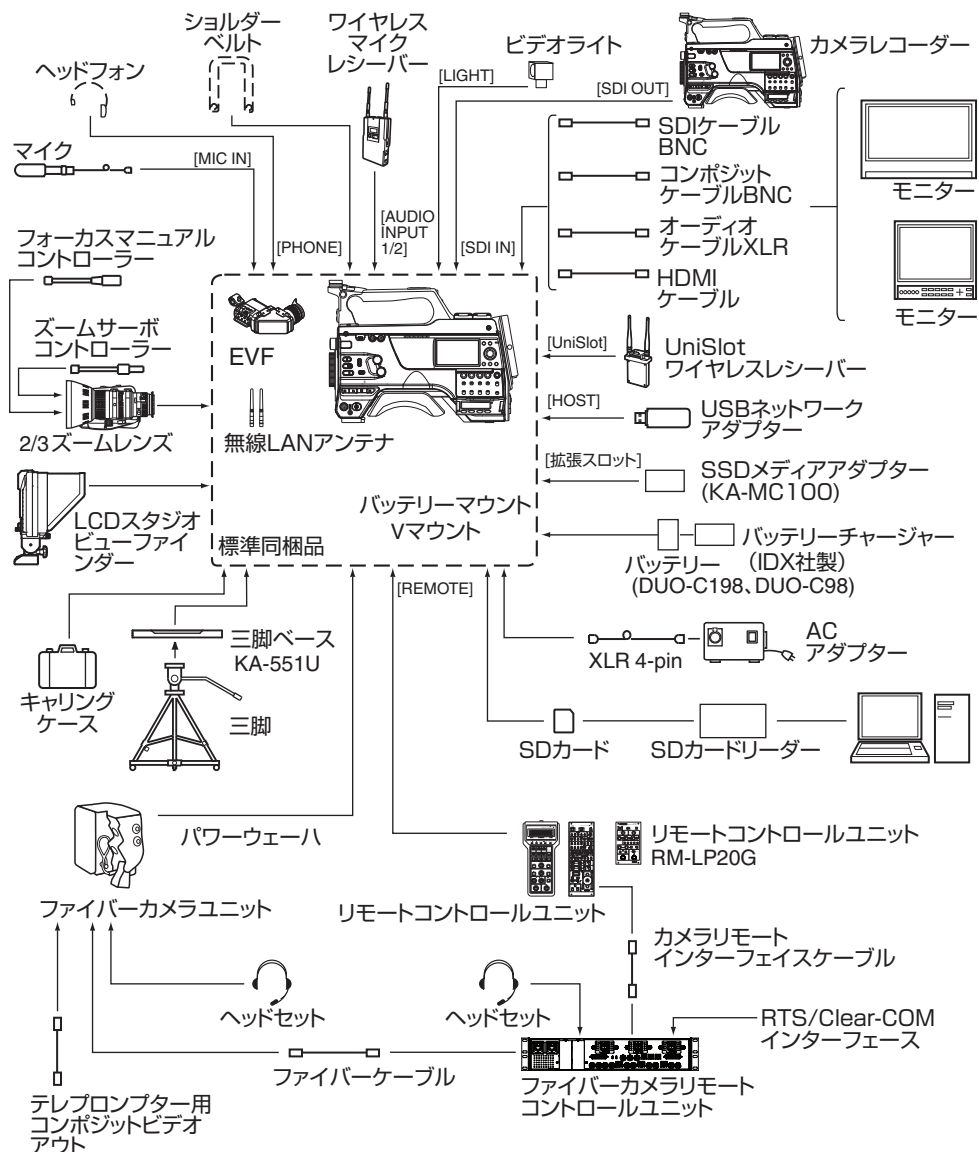 ショルダー
ベルト
ワイヤレス
マイク
レシーバー
ビデオライト
カメラレコーダー
ヘッドフォン
[LIGHT]
[SDI OUT]
マイク
[MIC IN]
SDIケーブル
BNC
コンポジット
ケーブルBNC
モニター
フォーカスマニュアル
コントローラー
[PHONE]
[AUDIO
INPUT
1/2]
[SDI IN]
オーディオ
ケーブルXLR
HDMI
ケーブル
モニター
ズームサーボ
コントローラー
EVF
[UniSlot]
UniSlot
ワイヤレスレシーバー
2/3ズームレンズ
無線LANアンテナ
[HOST]
USBネットワーク
アダプター
[拡張スロット]
SSDメディアアダプター
(KA-MC100)
LCDスタジオ
ビューファイ
ンダー
バッテリーマウント
Vマウント
標準同梱品
バッテリーチャージャー
(IDX社製)
バッテリー
(DUO-C198、DUO-C98)
[REMOTE]
三脚ベース
KA-551U
XLR 4-pin
AC
アダプター
キャリング
ケース
三脚
SDカード
SDカードリーダー
パワーウェーハ
リモートコントロールユニット
RM-LP20G
ファイバーカメラユニット
リモートコントロールユニット
カメラリモート
インターフェイスケーブル
ヘッドセット
ヘッドセット
RTS/Clear-COM
インターフェース
ファイバーケーブル
ファイバーカメラリモート
コントロールユニット
テレプロンプター用
コンポジットビデオ
アウト